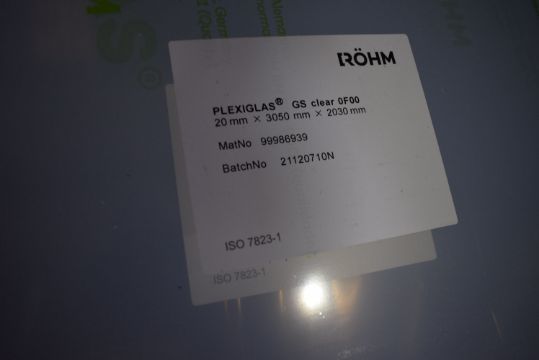 RÖHM
PLEXIGLAS® GS clear 0F00
20 mm × 3050 mm × 2030 mm
MatNo 99986939
BatchNo 21120710N
ISO 7823-1
ISO 7823-1